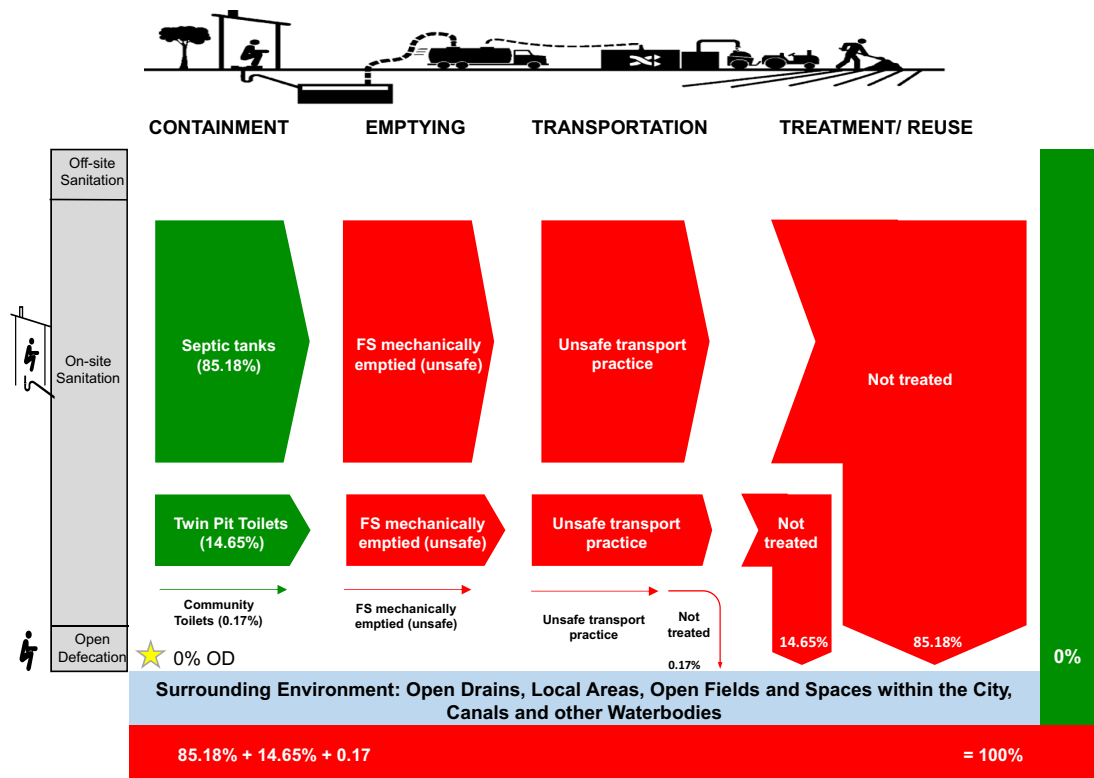 CONTAINMENT
EMPTYING
TRANSPORTATION
TREATMENT/ REUSE
Off-site
Sanitation
On-site
Sanitation
Open
Defecation
Septic tanks
(85.18%)
FS mechanically
emptied (unsafe)
Unsafe transport
practice
Not treated
Twin Pit Toilets
(14.65%)
FS mechanically
emptied (unsafe)
Unsafe transport
practice
Not
treated
Community
Toilets (0.17%)
FS mechanically
emptied (unsafe)
Unsafe transport
practice
Not
treated
0.17%
14.65%
85.18%
0%
0% OD
Surrounding Environment: Open Drains, Local Areas, Open Fields and Spaces within the City,
Canals and other Waterbodies
85.18% + 14.65% + 0.17 = 100%